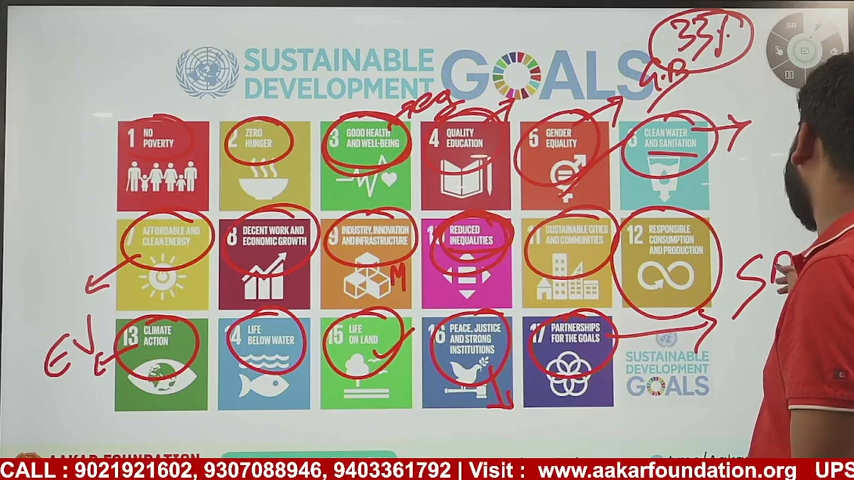 SUSTAINABLE
DEVELOPMENT
GOALS
33%
G.B
1 NO
POVERTY
2 ZERO
HUNGER
3 GOOD HEALTH
AND WELL-BEING
4 QUALITY
EDUCATION
5 GENDER
EQUALITY
6 CLEAN WATER
AND SANITATION
7 AFFORDABLE AND
CLEAN ENERGY
8 DECENT WORK AND
ECONOMIC GROWTH
9 INDUSTRY, INNOVATION
AND INFRASTRUCTURE
M
10 REDUCED
INEQUALITIES
11 SUSTAINABLE CITIES
AND COMMUNITIES
12 RESPONSIBLE
CONSUMPTION
AND PRODUCTION
EV
13 CLIMATE
ACTION
14 LIFE
BELOW WATER
15 LIFE
ON LAND
16 PEACE, JUSTICE
AND STRONG
INSTITUTIONS
17 PARTNERSHIPS
FOR THE GOALS
SUSTAINABLE
DEVELOPMENT
GOALS
AAKAR FOUNDATION
CALL : 9021921602, 9307088946, 9403361792 | Visit : www.aakarfoundation.org UPS